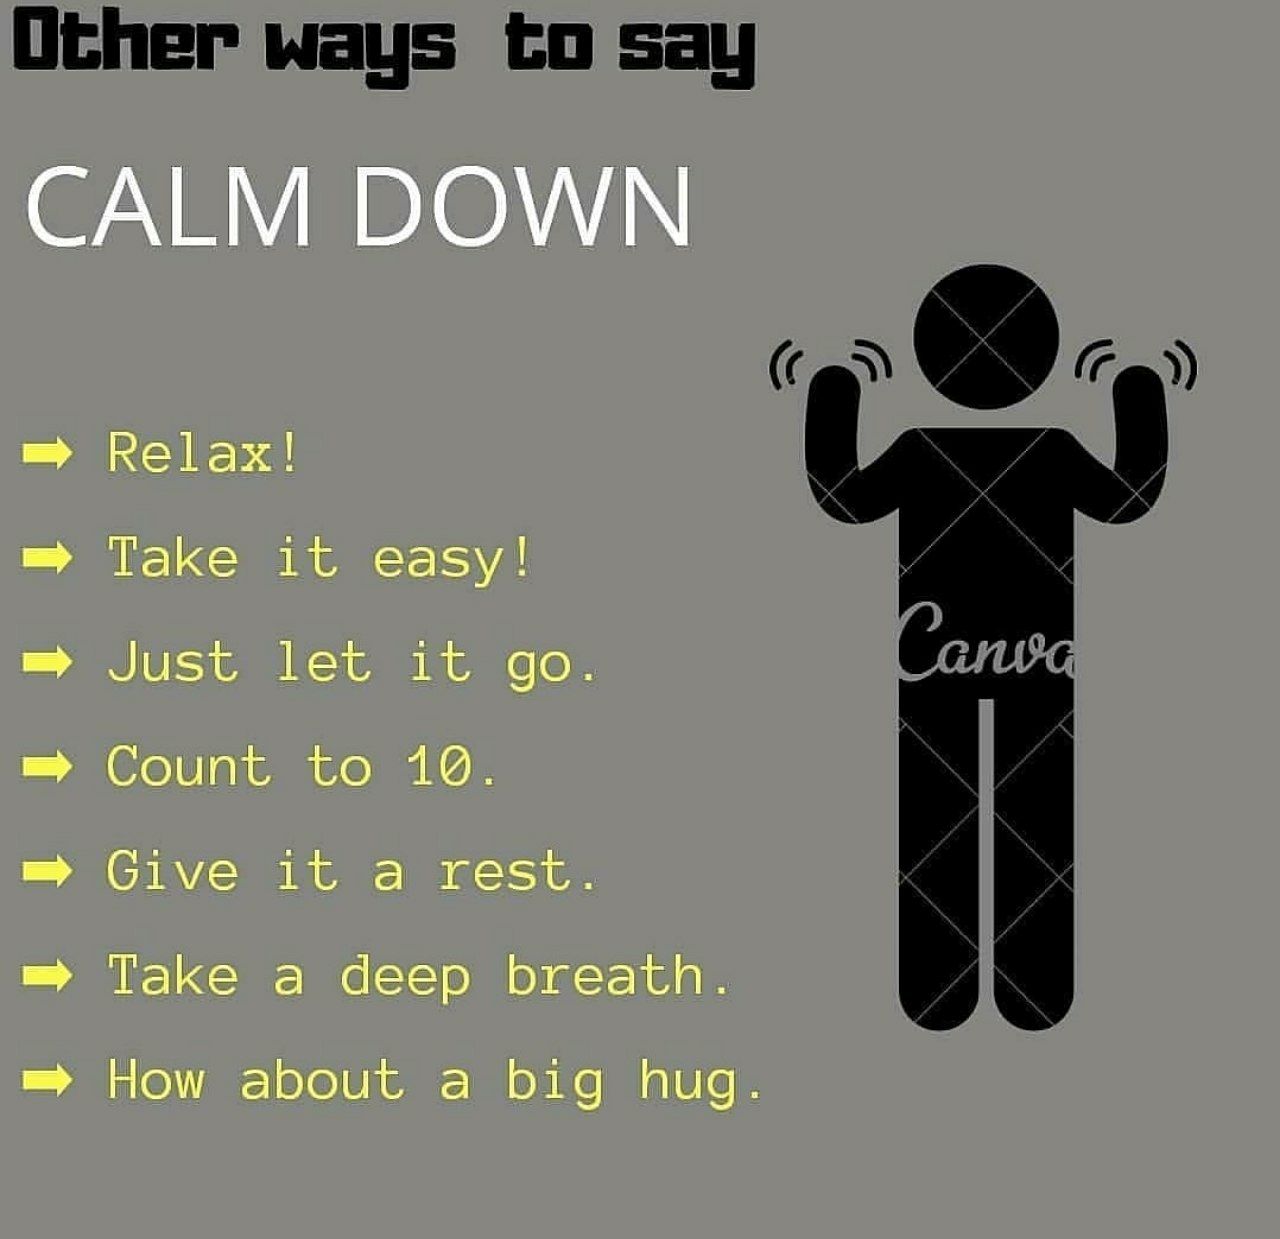 Other ways to say
CALM DOWN
➡ Relax!
➡ Take it easy!
➡ Just let it go.
➡ Count to 10.
➡ Give it a rest.
➡ Take a deep breath.
➡ How about a big hug.
Canva